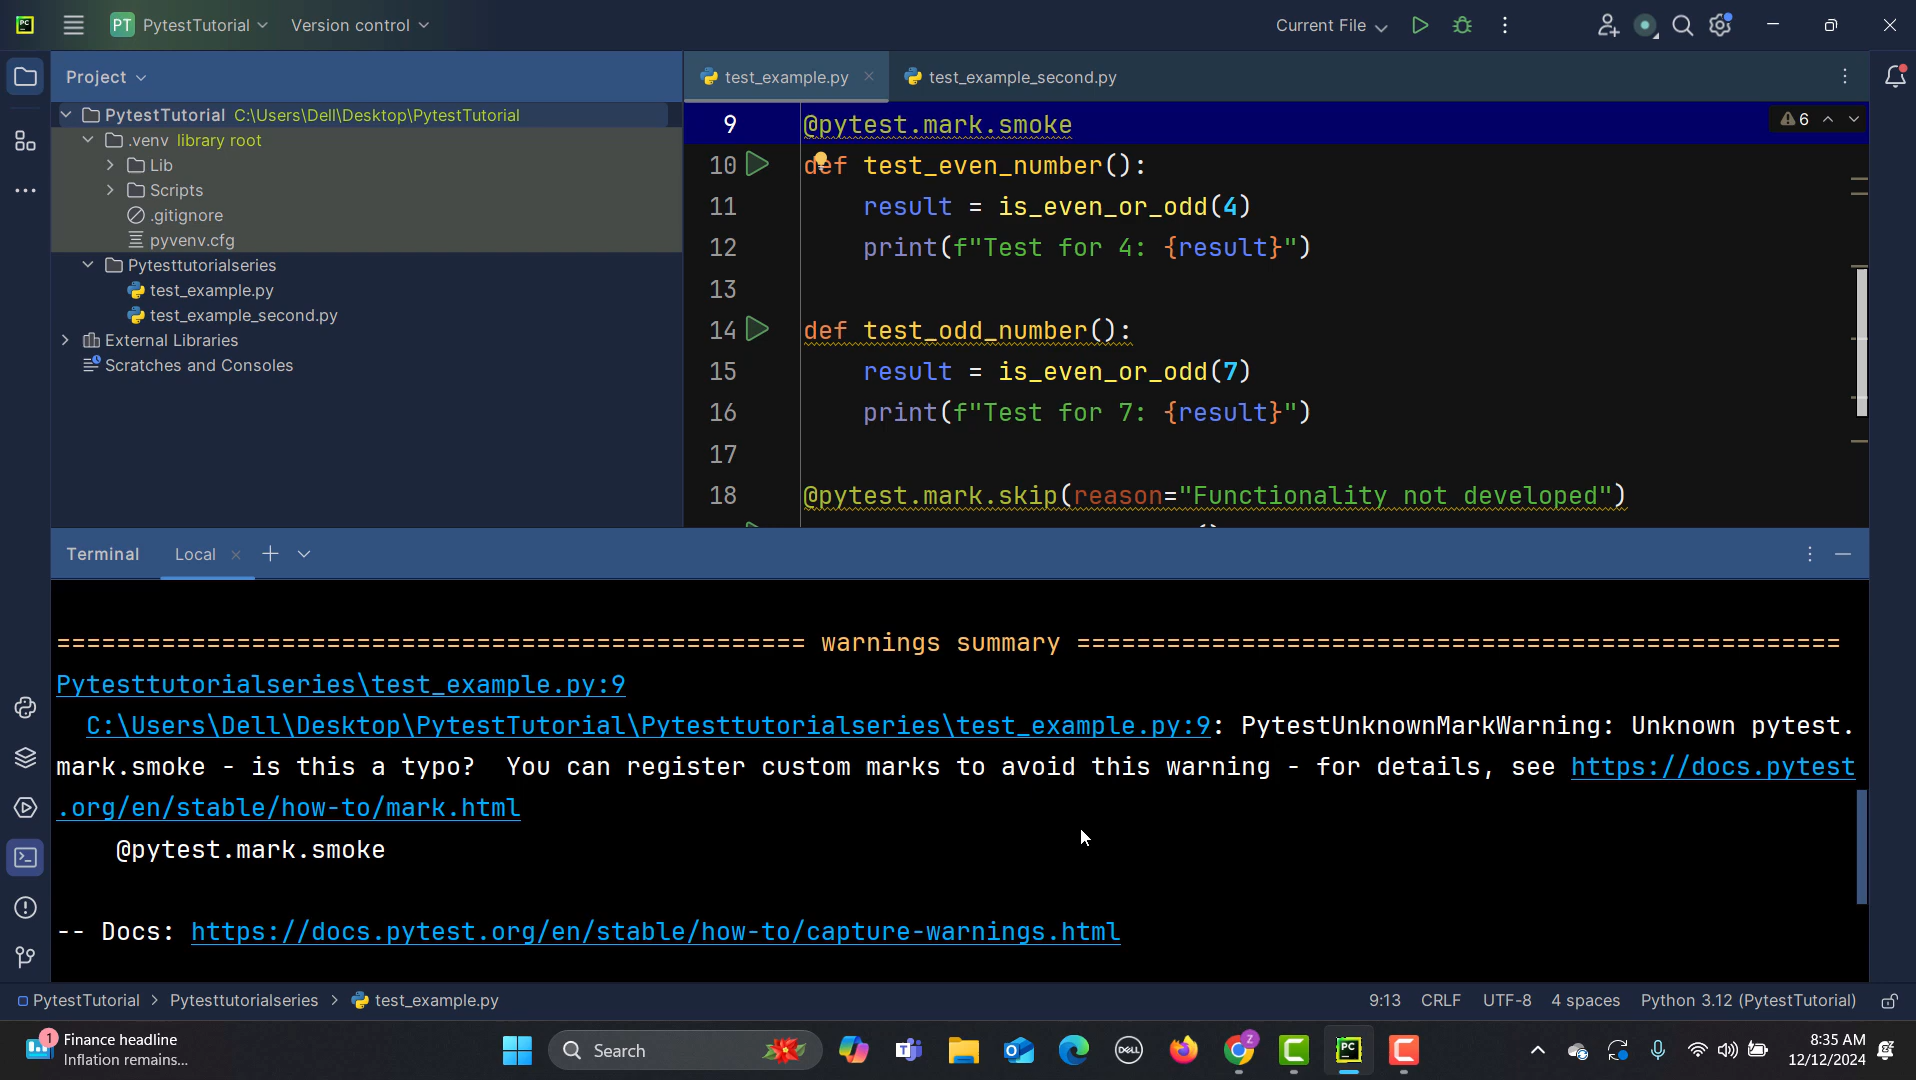 PT PytestTutorial Version control Current File
Project test_example.py test_example_second.py
PytestTutorial C:\Users\Dell\Desktop\PytestTutorial
.venv library root
Lib
Scripts
.gitignore
pyvenv.cfg
Pytesttutorialseries
test_example.py
test_example_second.py
External Libraries
Scratches and Consoles
6
9 @pytest.mark.smoke
10 def test_even_number():
11 result = is_even_or_odd(4)
12 print(f"Test for 4: {result}")
13
14 def test_odd_number():
15 result = is_even_or_odd(7)
16 print(f"Test for 7: {result}")
17
18 @pytest.mark.skip(reason="Functionality not developed")
Terminal Local
================================================== warnings summary ===================================================
Pytesttutorialseries\test_example.py:9
C:\Users\Dell\Desktop\PytestTutorial\Pytesttutorialseries\test_example.py:9: PytestUnknownMarkWarning: Unknown pytest.
mark.smoke - is this a typo?  You can register custom marks to avoid this warning - for details, see https://docs.pytest
.org/en/stable/how-to/mark.html
@pytest.mark.smoke
-- Docs: https://docs.pytest.org/en/stable/how-to/capture-warnings.html
PytestTutorial > Pytesttutorialseries > test_example.py 9:13 CRLF UTF-8 4 spaces Python 3.12 (PytestTutorial)
1 Finance headline
Inflation remains...
Search
DELL
Z
PC
8:35 AM
12/12/2024